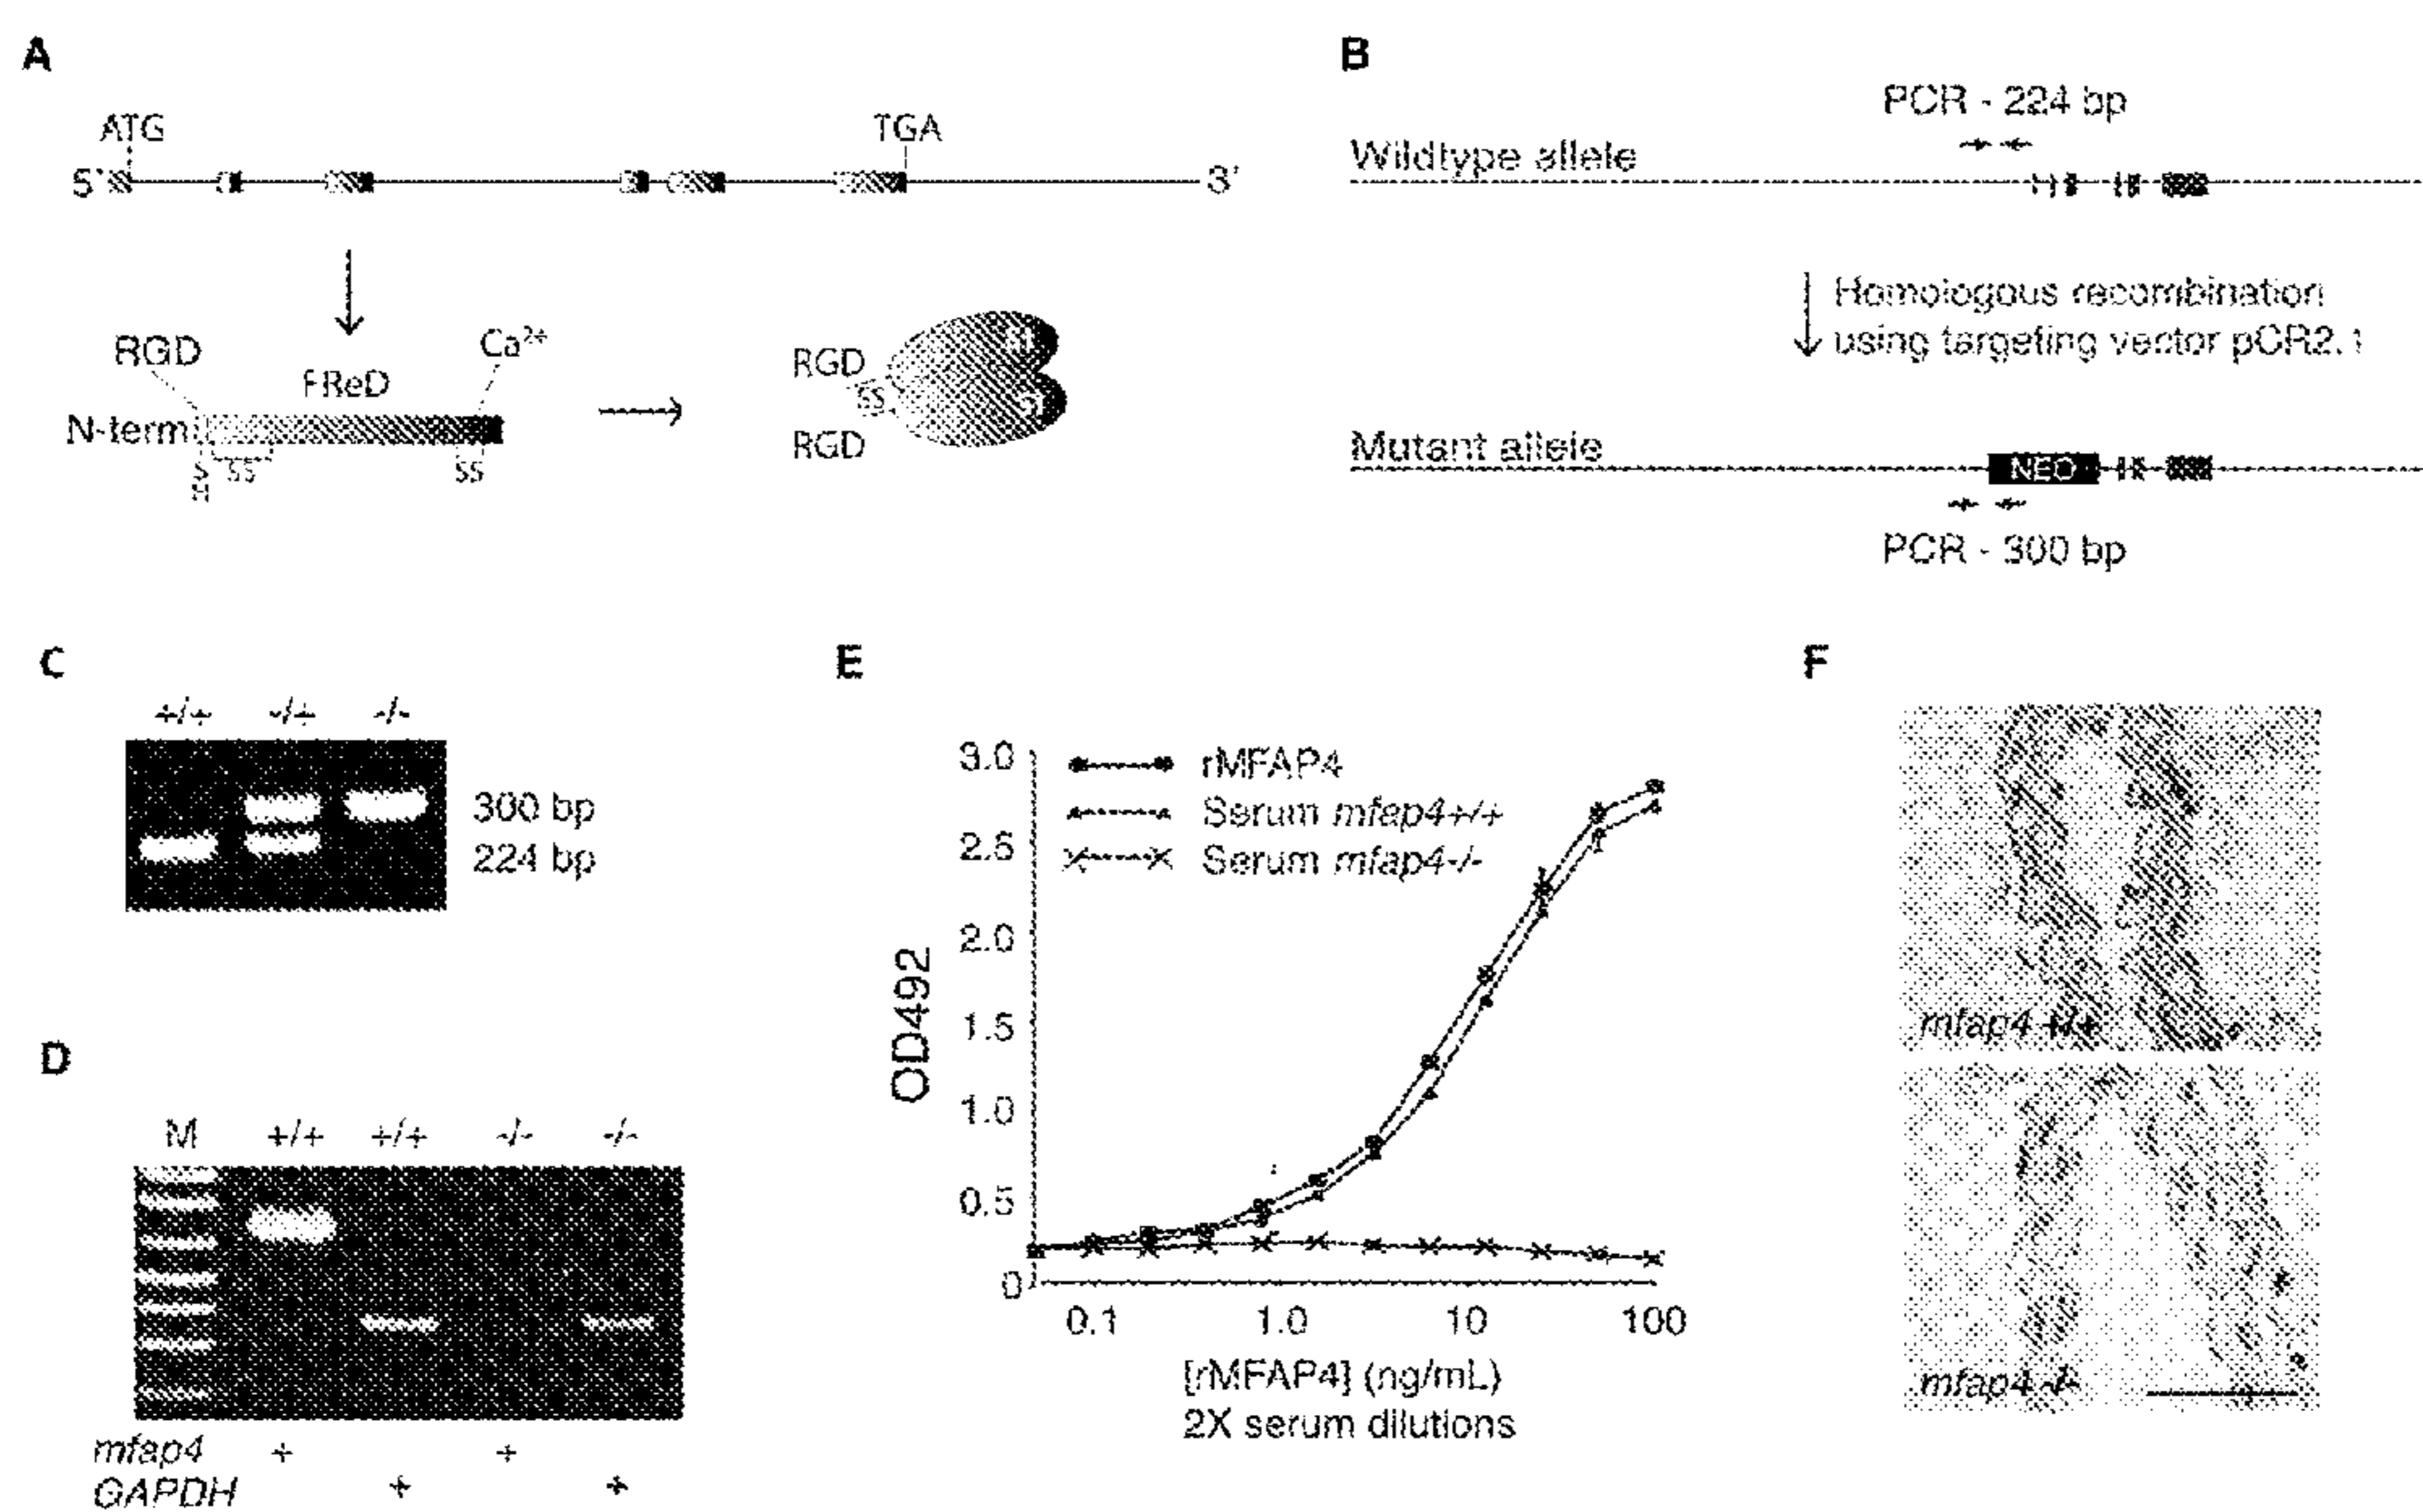 A
ATG
TGA
5'
3'
RGD
FReD
Ca²⁺
N-term
S
H
SS
SS
RGD
SS
RGD
B
PCR - 224 bp
Wildtype allele
Homologous recombination
using targeting vector pCR2.1
Mutant allele
NEO
PCR - 300 bp
C
+/+ -/+ -/-
300 bp
224 bp
D
M +/+ +/+ -/- -/-
mfap4 + +
GAPDH + +
E
rMFAP4
Serum mfap4+/+
Serum mfap4-/-
3.0
2.5
2.0
1.5
1.0
0.5
0
OD492
0.1 1.0 10 100
[rMFAP4] (ng/mL)
2X serum dilutions
F
mfap4 +/+
mfap4 -/-